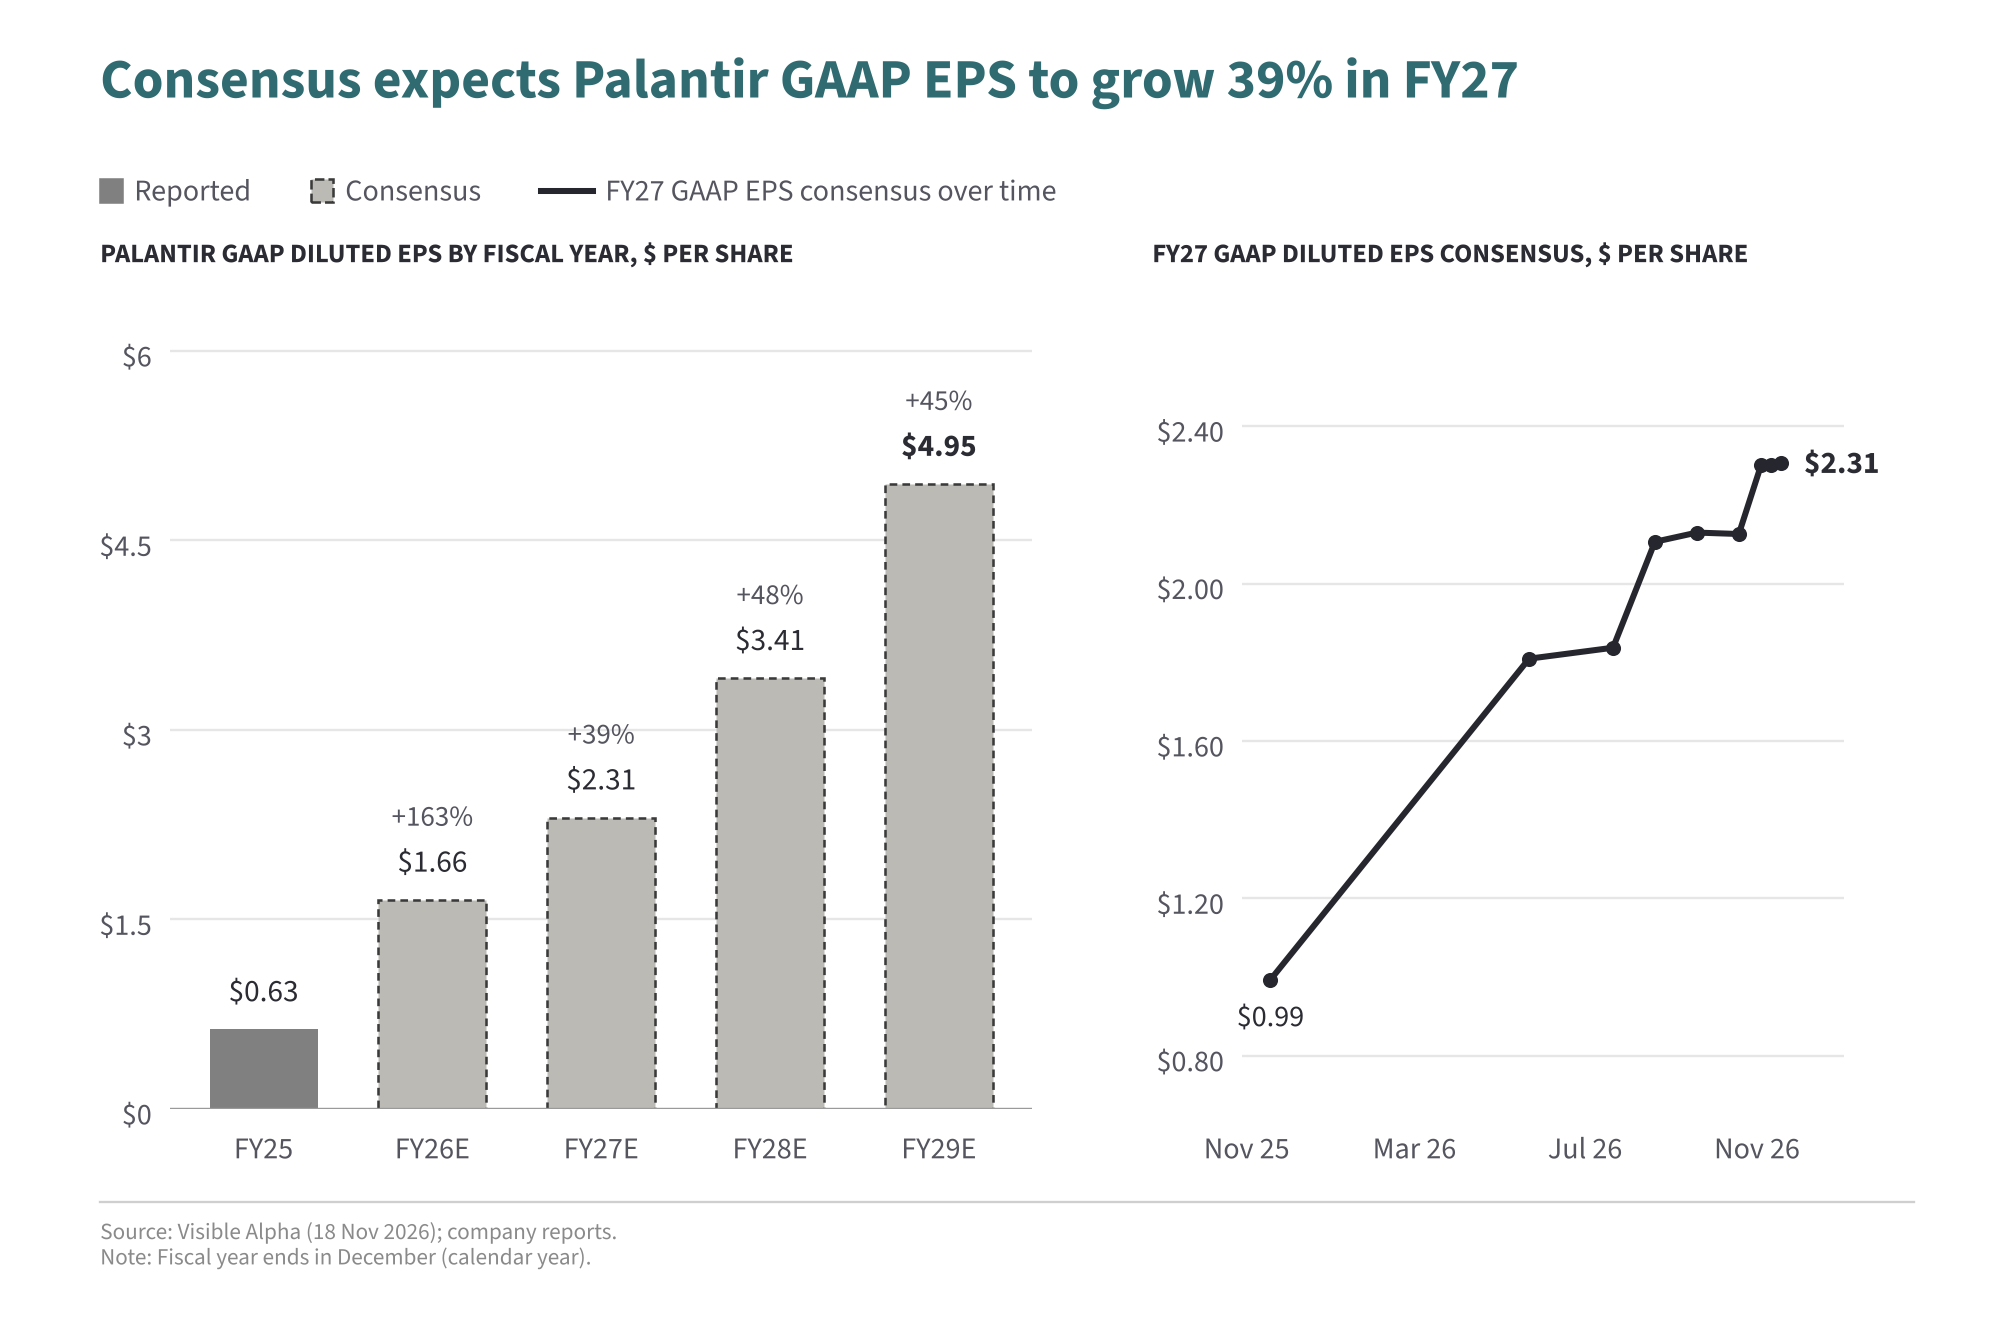 Consensus expects Palantir GAAP EPS to grow 39% in FY27
Reported
Consensus
FY27 GAAP EPS consensus over time
PALANTIR GAAP DILUTED EPS BY FISCAL YEAR, $ PER SHARE
$6
$4.5
$3
$1.5
$0
$0.63
+163%
$1.66
+39%
$2.31
+48%
$3.41
+45%
$4.95
FY25
FY26E
FY27E
FY28E
FY29E
FY27 GAAP DILUTED EPS CONSENSUS, $ PER SHARE
$2.40
$2.00
$1.60
$1.20
$0.80
$0.99
$2.31
Nov 25
Mar 26
Jul 26
Nov 26
Source: Visible Alpha (18 Nov 2026); company reports.
Note: Fiscal year ends in December (calendar year).